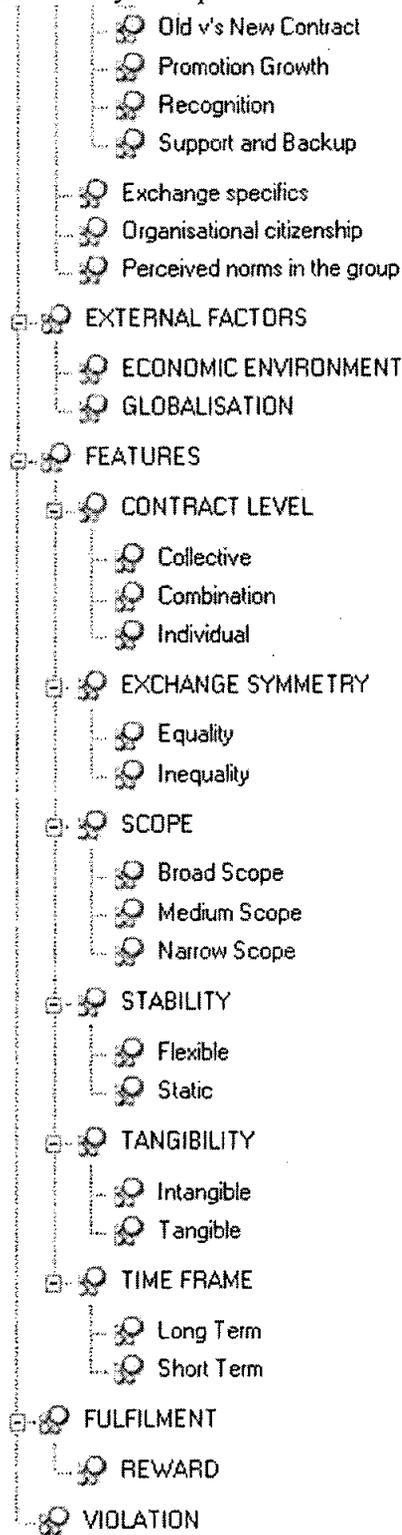 Old v's New Contract
Promotion Growth
Recognition
Support and Backup
Exchange specifics
Organisational citizenship
Perceived norms in the group
EXTERNAL FACTORS
ECONOMIC ENVIRONMENT
GLOBALISATION
FEATURES
CONTRACT LEVEL
Collective
Combination
Individual
EXCHANGE SYMMETRY
Equality
Inequality
SCOPE
Broad Scope
Medium Scope
Narrow Scope
STABILITY
Flexible
Static
TANGIBILITY
Intangible
Tangible
TIME FRAME
Long Term
Short Term
FULFILMENT
REWARD
VIOLATION